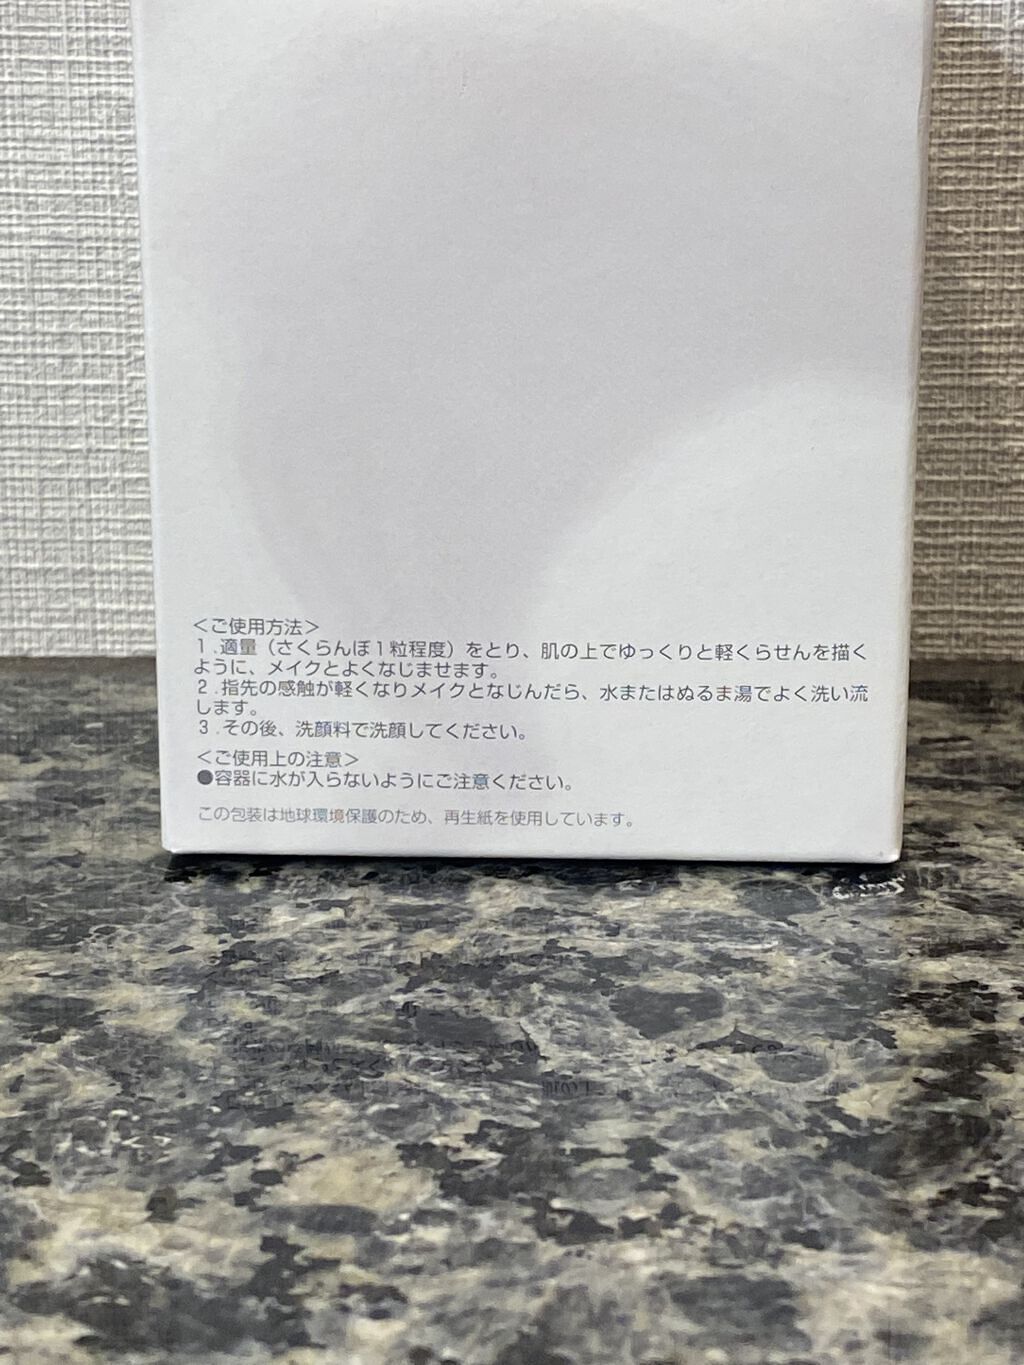 ＜ご使用方法＞
１.適量（さくらんぼ１粒程度）をとり、肌の上でゆっくりと軽くらせんを描く
ように、メイクとよくなじませます。
２.指先の感触が軽くなりメイクとなじんだら、水またはぬるま湯でよく洗い流
します。
３.その後、洗顔料で洗顔してください。
＜ご使用上の注意＞
●容器に水が入らないようにご注意ください。
この包装は地球環境保護のため、再生紙を使用しています。